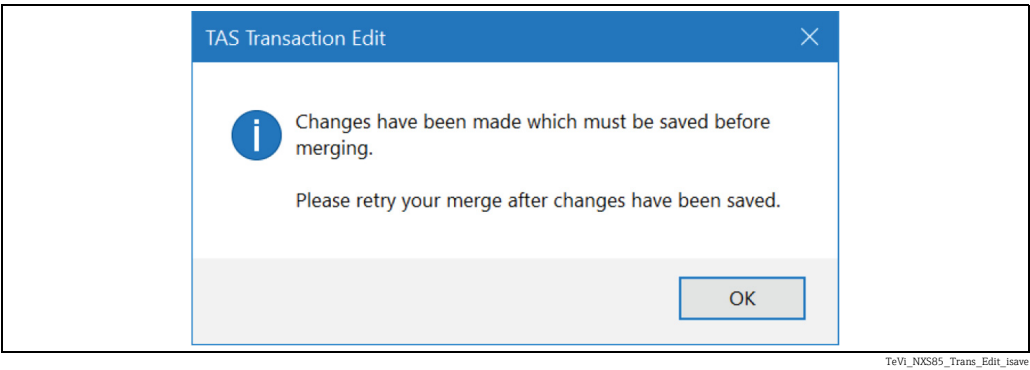 TAS Transaction Edit
Changes have been made which must be saved before
merging.
Please retry your merge after changes have been saved.
OK
TeVi_NXS85_Trans_Edit_isave